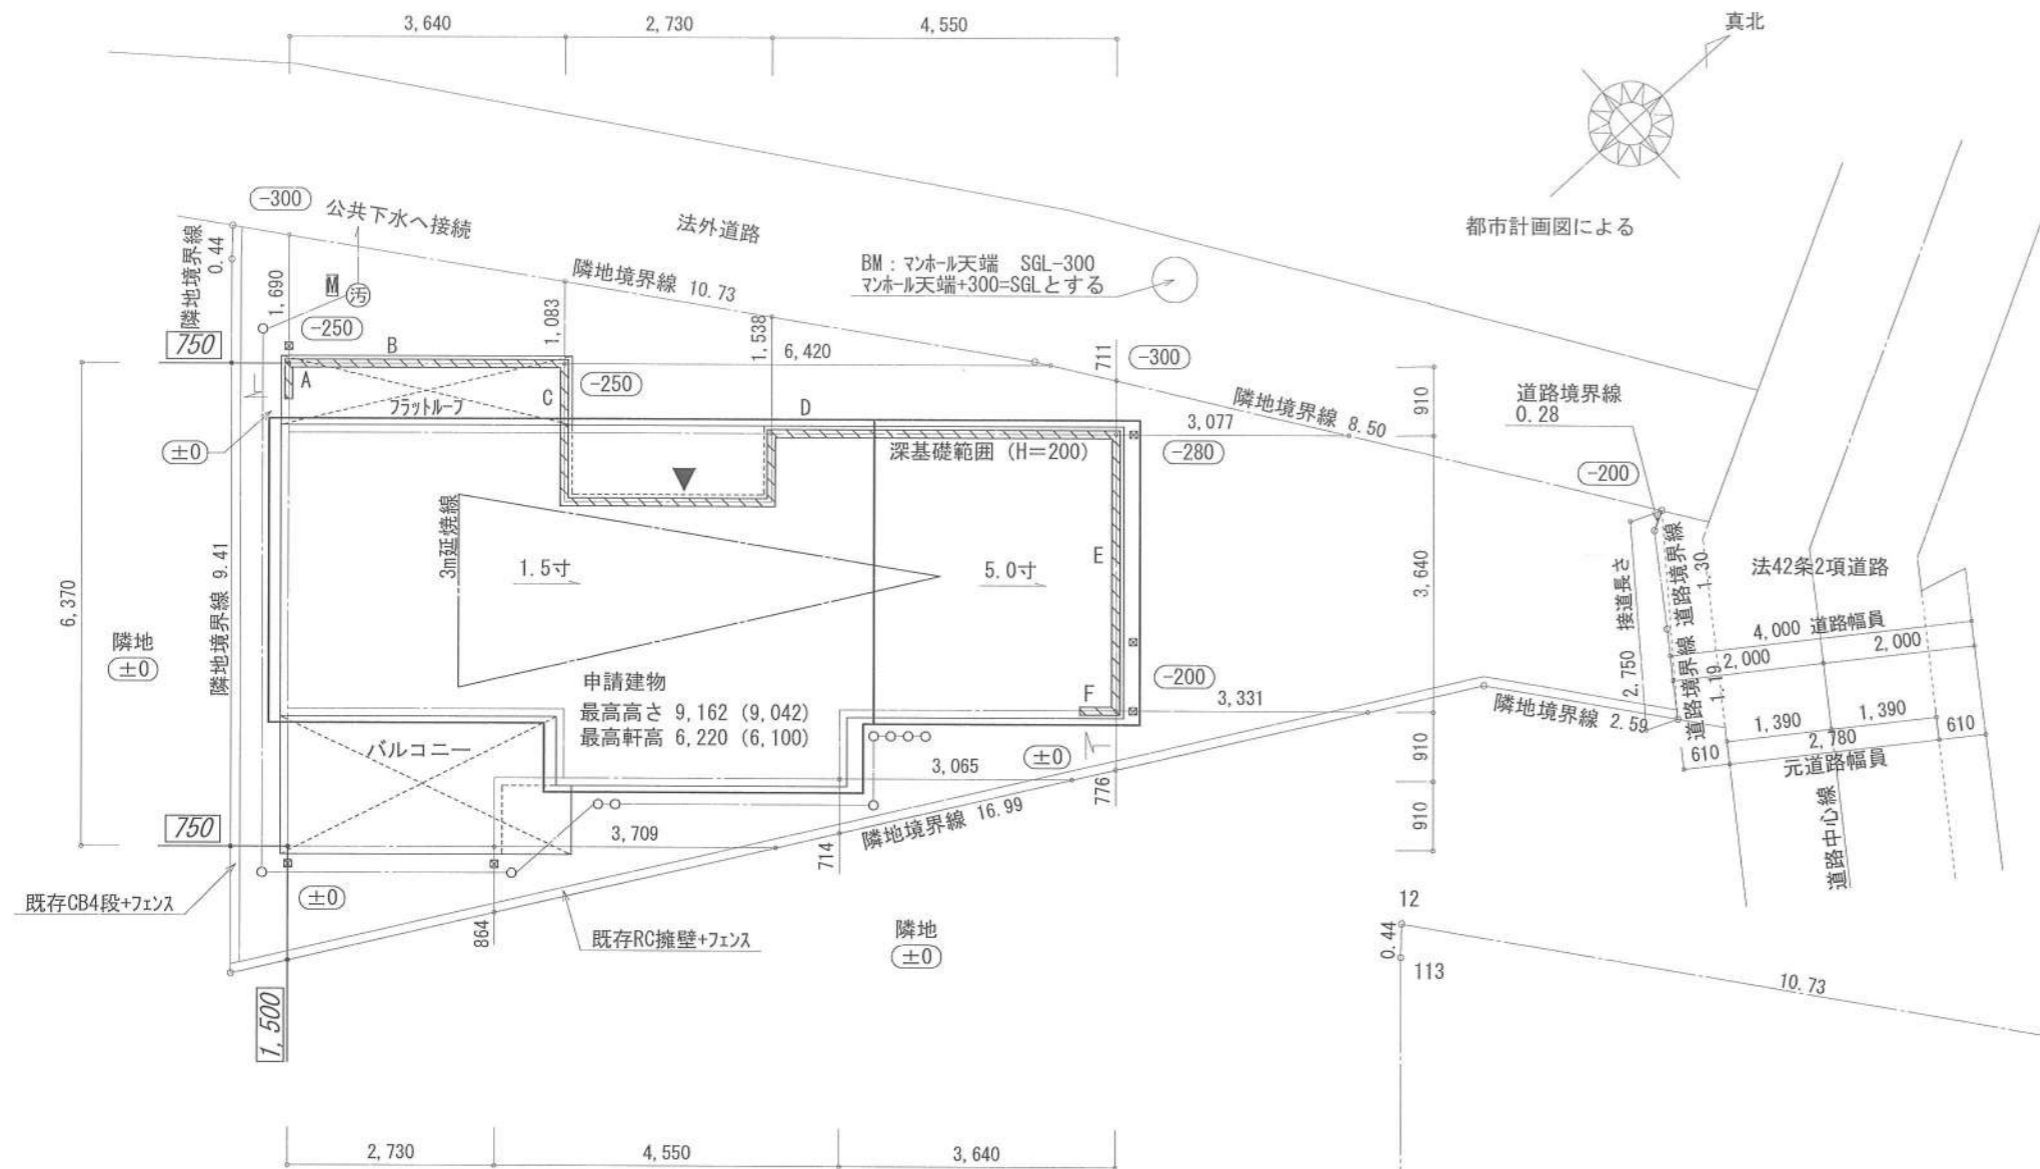 3,640
2,730
4,550
真北
都市計画図による
-300
公共下水へ接続
法外道路
隣地境界線
0.44
1,690
M
汚
隣地境界線 10.73
BM：マンホール天端 SGL-300
マンホール天端+300=SGLとする
-250
1,083
1,538
6,420
711
-300
750
A
B
C
-250
フラットルーフ
D
±0
深基礎範囲 (H=200)
3,077
-280
隣地境界線 8.50
910
道路境界線
0.28
-200
3m延焼線
1.5寸
5.0寸
E
3,640
接道長さ
2,750
道路境界線
1.30
道路境界線
1.19
法42条2項道路
4,000 道路幅員
2,000
2,000
6,370
隣地境界線 9.41
隣地
±0
申請建物
最高高さ 9,162 (9,042)
最高軒高 6,220 (6,100)
F
-200
3,331
隣地境界線 2.59
1,390
1,390
610
2,780
610
元道路幅員
道路中心線
バルコニー
3,065
±0
776
910
910
750
3,709
714
隣地境界線 16.99
既存CB4段+フェンス
±0
864
既存RC擁壁+フェンス
隣地
±0
12
0.44
113
10.73
1,500
2,730
4,550
3,640